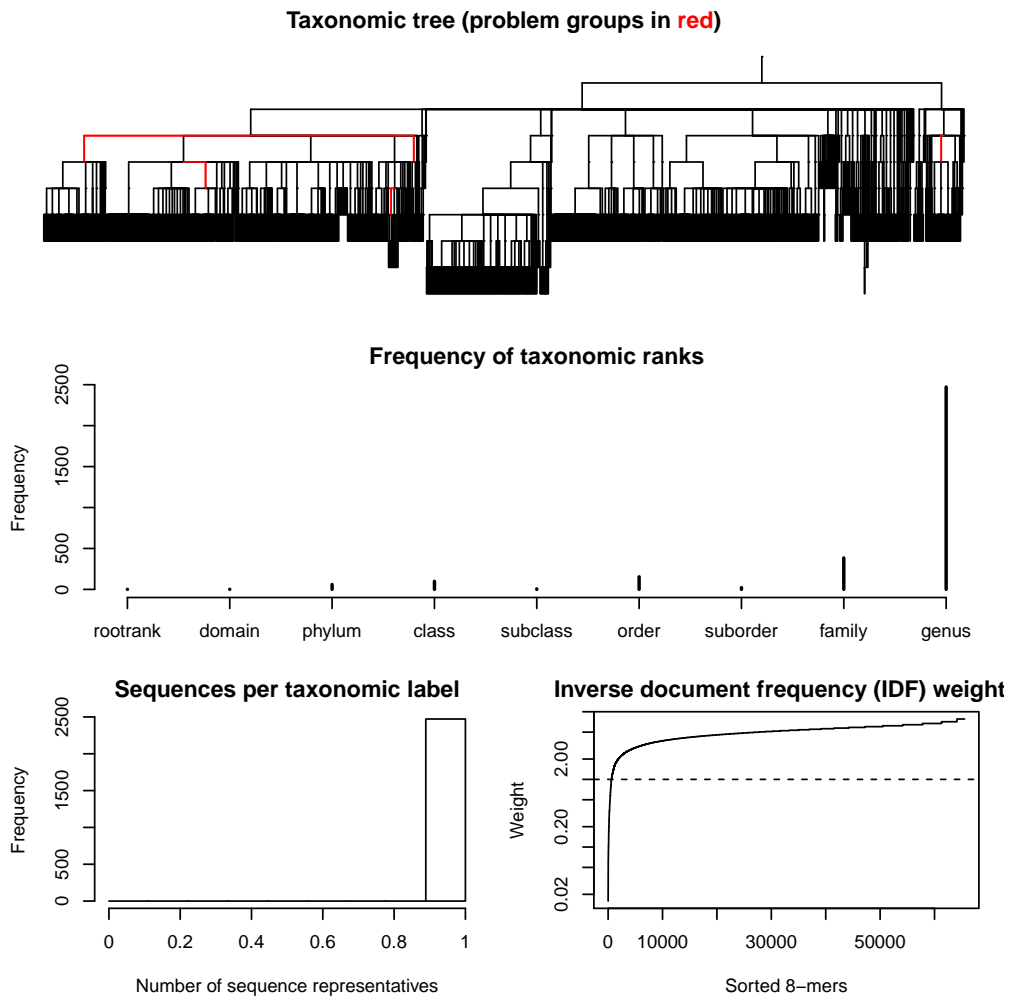 Taxonomic tree (problem groups in red)
Frequency of taxonomic ranks
Frequency
2500
1500
500
0
rootrank domain phylum class subclass order suborder family genus
Sequences per taxonomic label
Frequency
2500
1500
500
0
0 0.2 0.4 0.6 0.8 1
Number of sequence representatives
Inverse document frequency (IDF) weight
Weight
2.00
0.20
0.02
0 10000 30000 50000
Sorted 8−mers